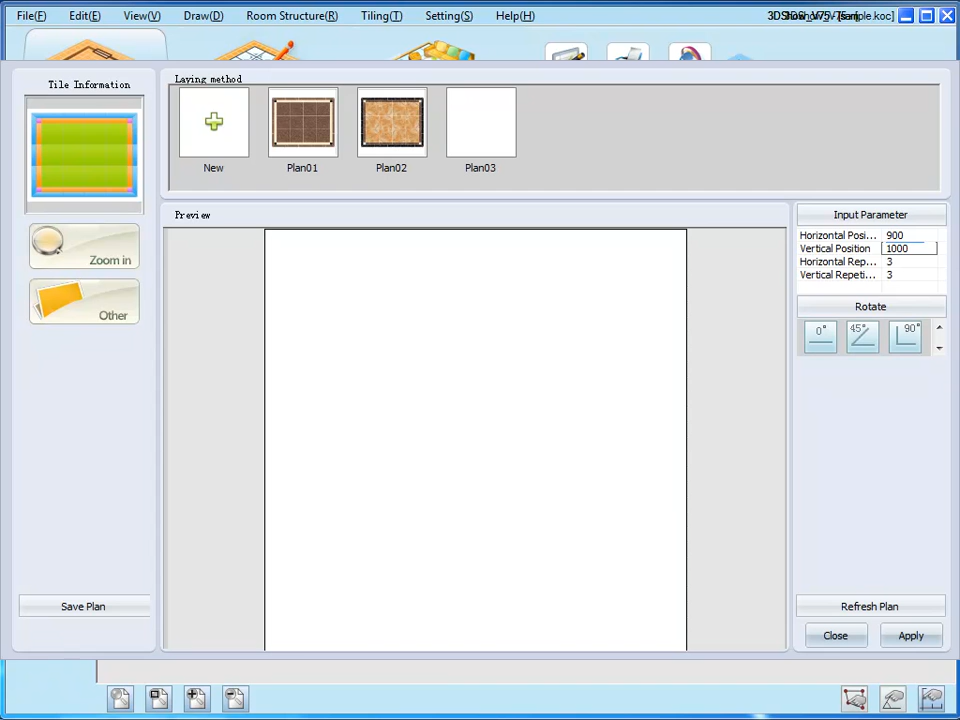 File(F) Edit(E) View(V) Draw(D) Room Structure(R) Tiling(T) Setting(S) Help(H)
Tile Information
Zoom in
Other
Save Plan
Laying method
New Plan01 Plan02 Plan03
Preview
Input Parameter
Horizontal Posi... 900
Vertical Position 1000
Horizontal Rep... 3
Vertical Repeti... 3
Rotate
0° 45° 90°
Refresh Plan
Close Apply